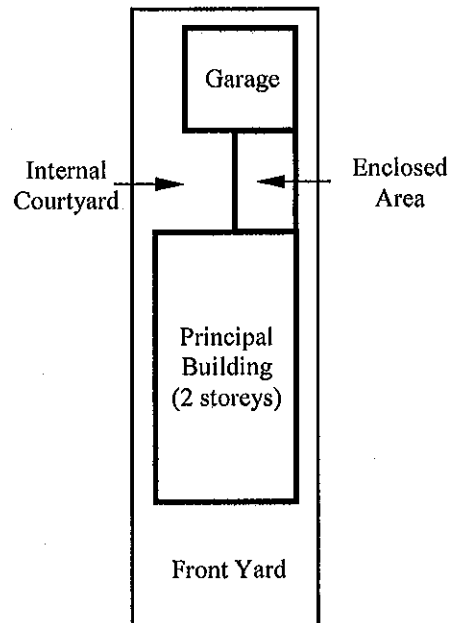 Garage
Internal
Courtyard
Enclosed
Area
Principal
Building
(2 storeys)
Front Yard